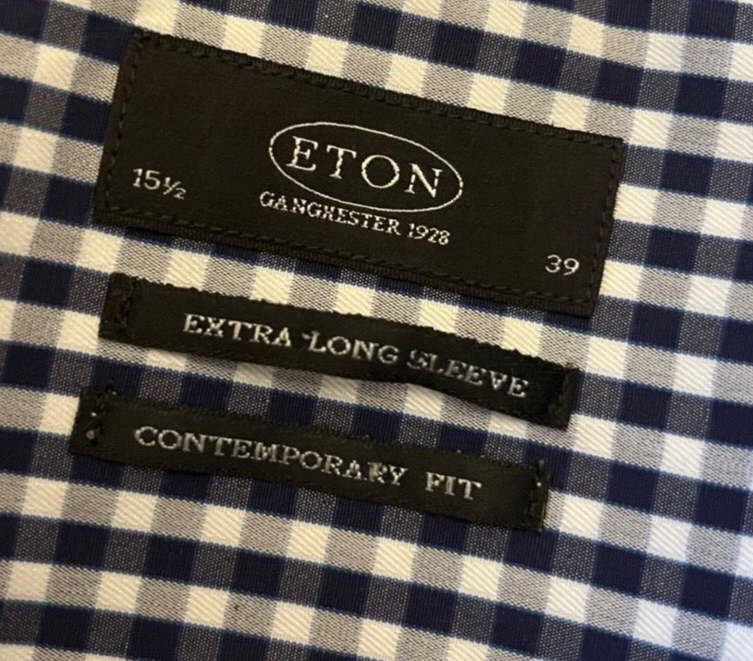 ETON
GANGHESTER 1928
15½
39
EXTRA LONG SLEEVE
CONTEMPORARY FIT